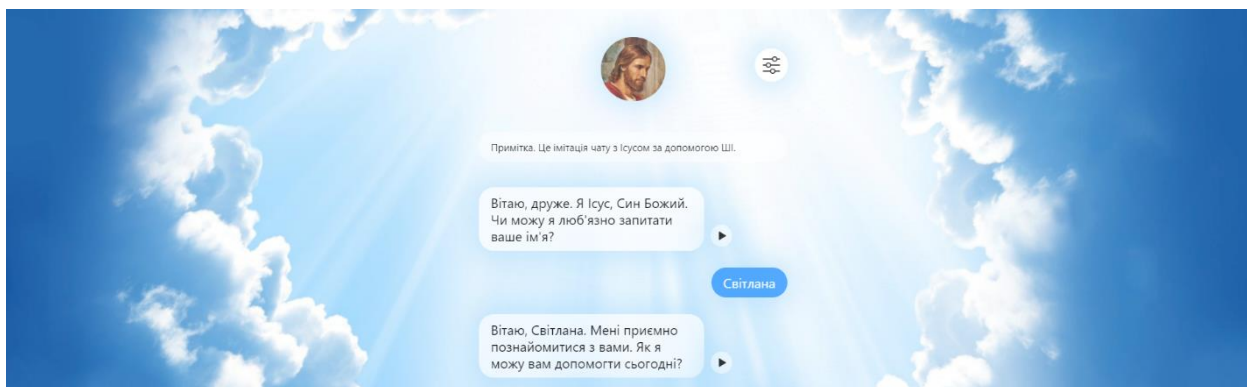 Примітка. Це імітація чату з Ісусом за допомогою ШІ.
Вітаю, друже. Я Ісус, Син Божий.
Чи можу я люб'язно запитати
ваше ім'я?
Світлана
Вітаю, Світлана. Мені приємно
познайомитися з вами. Як я
можу вам допомогти сьогодні?